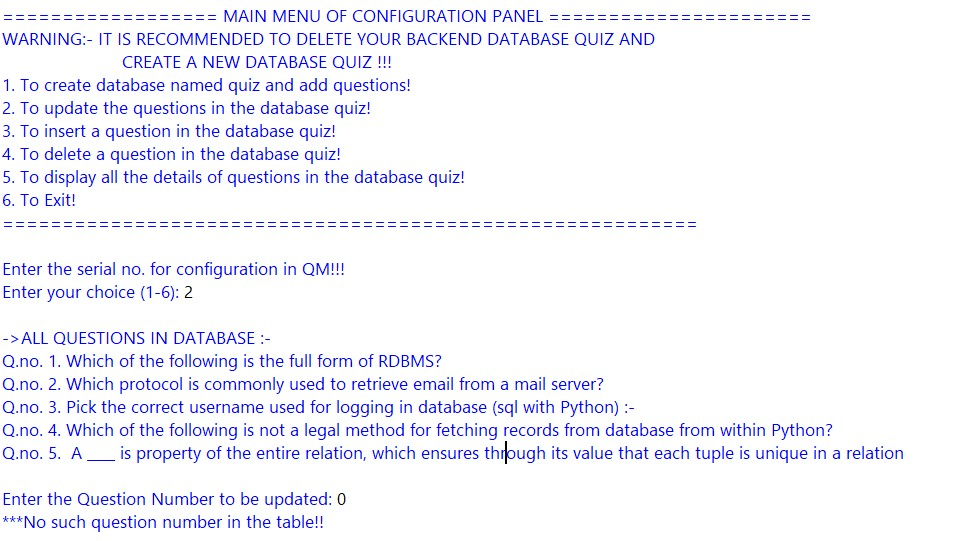 ================== MAIN MENU OF CONFIGURATION PANEL ======================
WARNING:- IT IS RECOMMENDED TO DELETE YOUR BACKEND DATABASE QUIZ AND
CREATE A NEW DATABASE QUIZ !!!
1. To create database named quiz and add questions!
2. To update the questions in the database quiz!
3. To insert a question in the database quiz!
4. To delete a question in the database quiz!
5. To display all the details of questions in the database quiz!
6. To Exit!
==========================================================
Enter the serial no. for configuration in QM!!!
Enter your choice (1-6): 2
->ALL QUESTIONS IN DATABASE :-
Q.no. 1. Which of the following is the full form of RDBMS?
Q.no. 2. Which protocol is commonly used to retrieve email from a mail server?
Q.no. 3. Pick the correct username used for logging in database (sql with Python) :-
Q.no. 4. Which of the following is not a legal method for fetching records from database from within Python?
Q.no. 5.  A ___ is property of the entire relation, which ensures through its value that each tuple is unique in a relation
Enter the Question Number to be updated: 0
***No such question number in the table!!